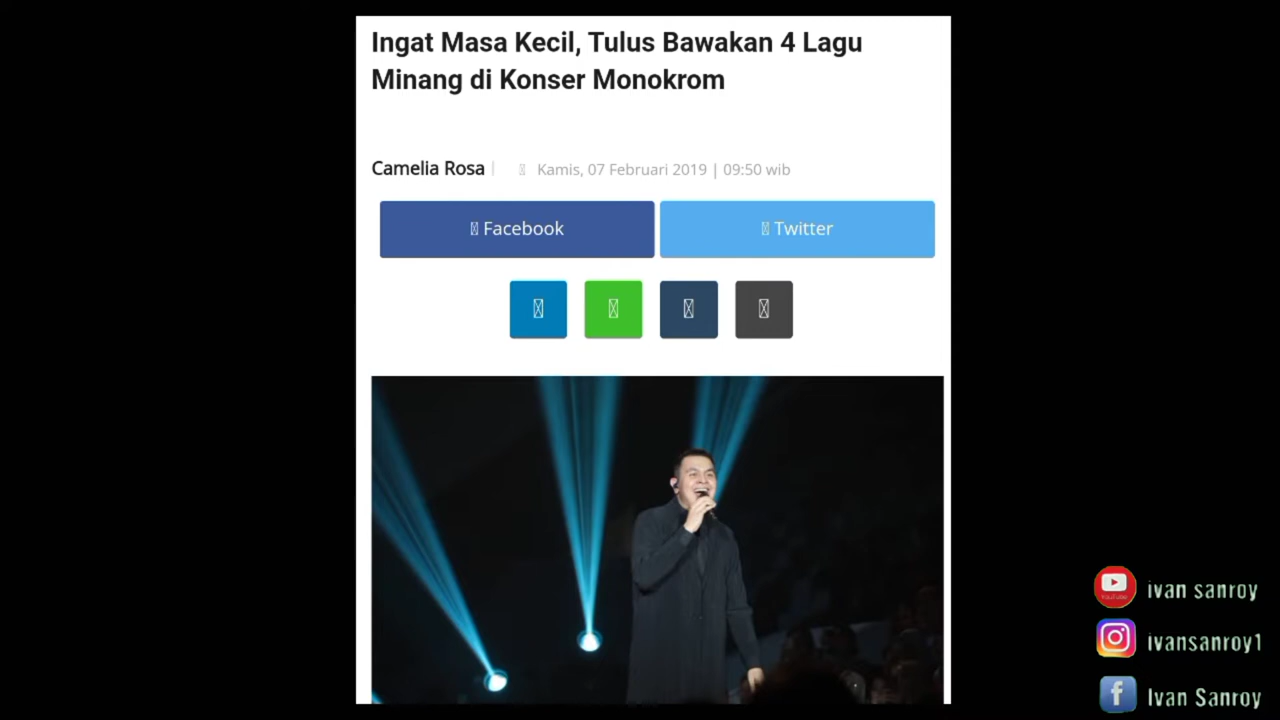 Ingat Masa Kecil, Tulus Bawakan 4 Lagu
Minang di Konser Monokrom
Camelia Rosa
Kamis, 07 Februari 2019 | 09:50 wib
Facebook
Twitter
YouTube
ivan sanroy
ivansanroy1
Ivan Sanroy